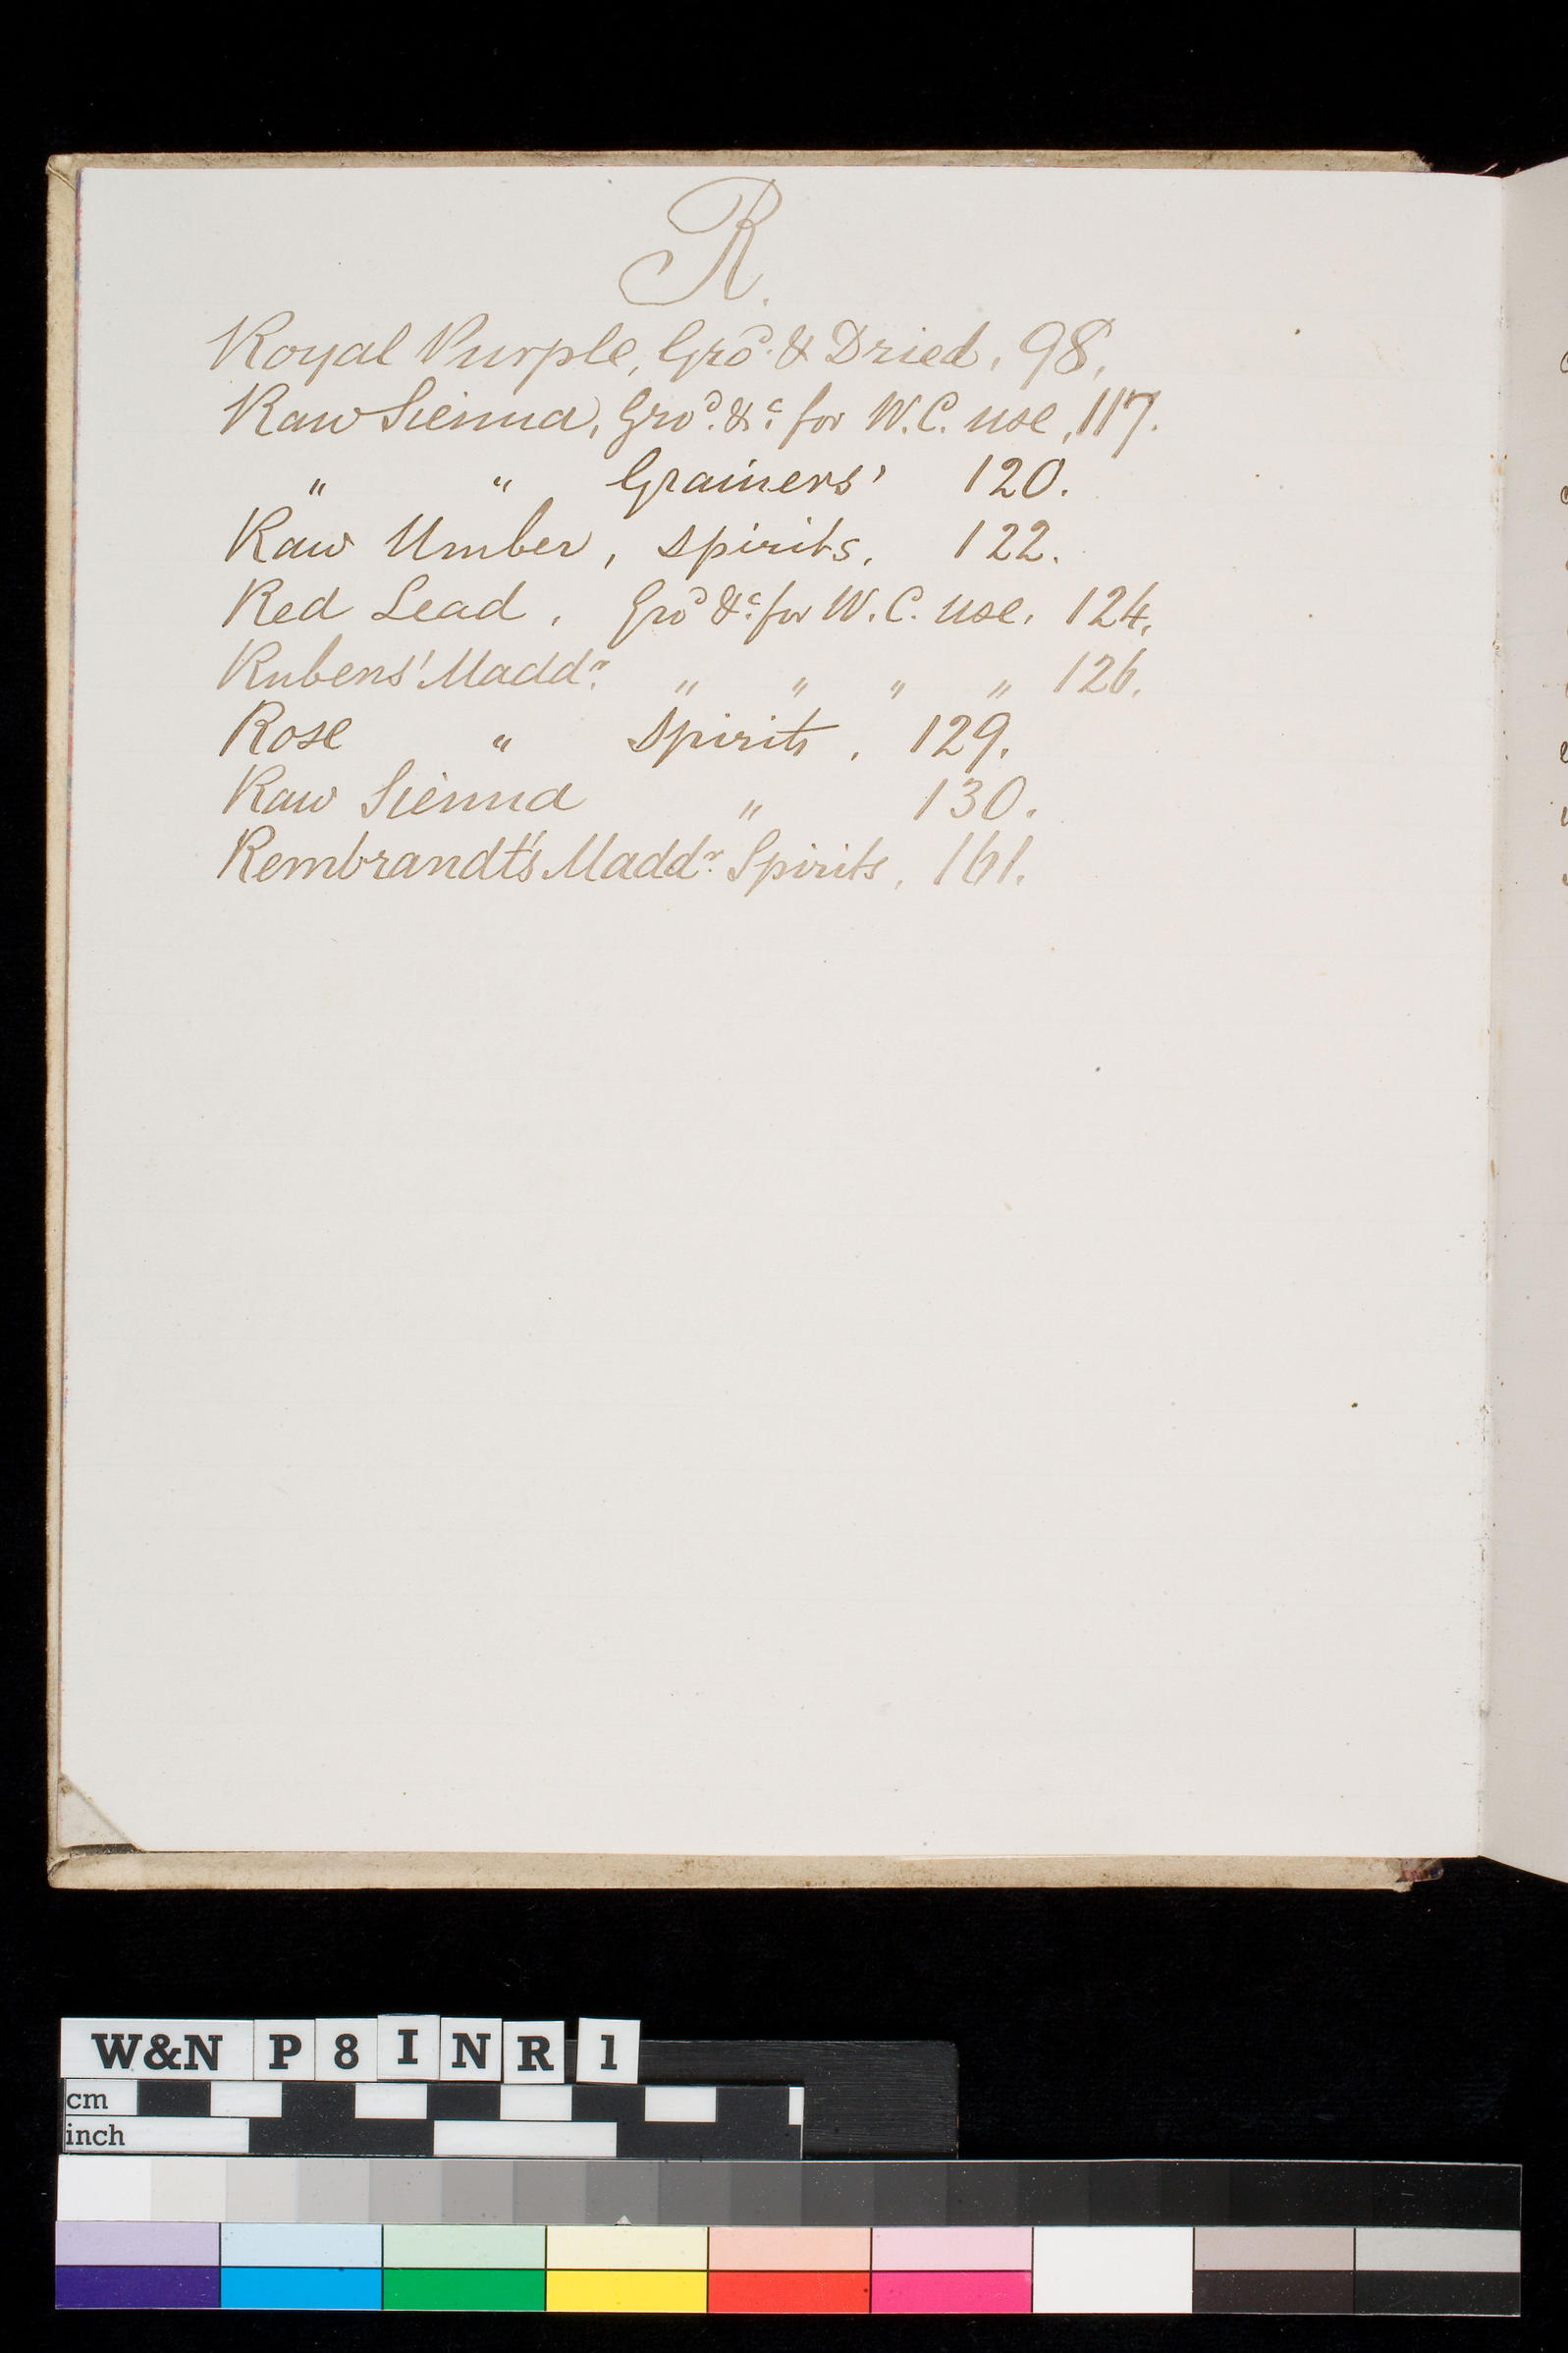 R.
Royal Purple, Gro.d & Dried, 98.
Raw Sienna, Gro.d &c. for W.C. use, 117.
" " Grainers' 120.
Raw Umber, spirits. 122.
Red Lead. Gro.d &c. for W.C. use. 124.
Rubens' Madd.r " " " " 126.
Rose " Spirits. 129.
Raw Sienna " 130.
Rembrandt's Madd.r Spirits, 161.
W&N P8INR 1
cm
inch